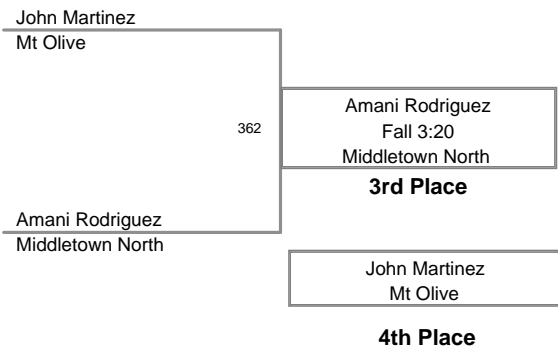 John Martinez
Mt Olive
362
Amani Rodriguez
Fall 3:20
Middletown North
3rd Place
Amani Rodriguez
Middletown North
John Martinez
Mt Olive
4th Place